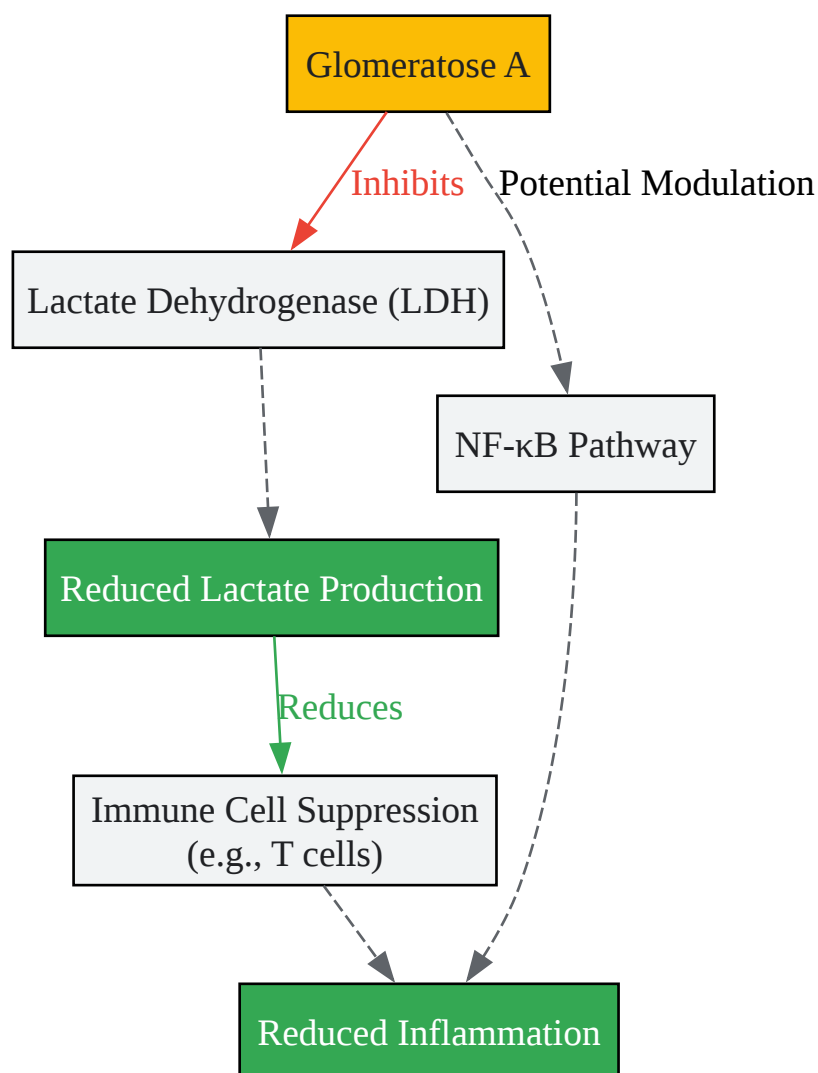 Glomeratose A
Inhibits
Potential Modulation
Lactate Dehydrogenase (LDH)
NF-κB Pathway
Reduced Lactate Production
Reduces
Immune Cell Suppression
(e.g., T cells)
Reduced Inflammation